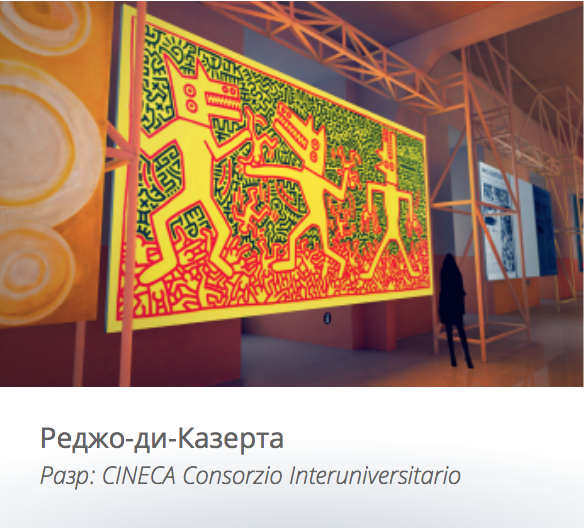 Реджо-ди-Казерта
Разр: CINECA Consorzio Interuniversitario